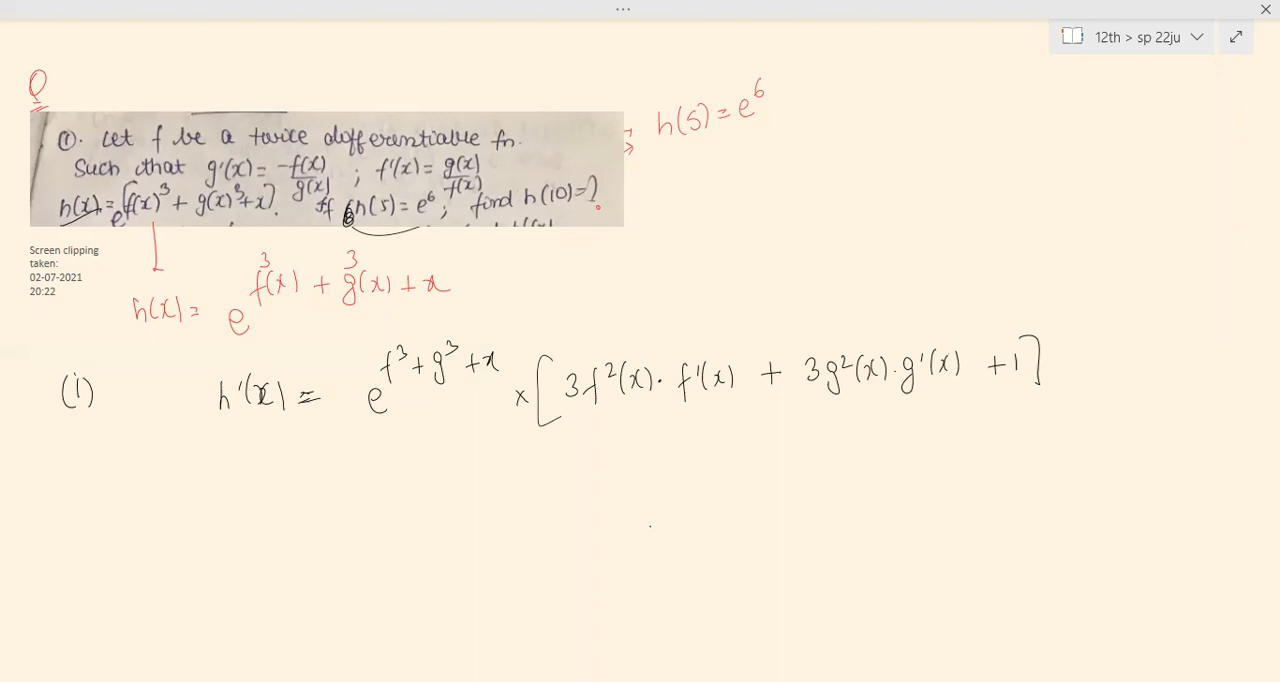 12th > sp 22ju
Q
h(5) = e^6
①. Let f be a twice differentiable fn.
Such that g'(x) = -f(x)/g(x) ; f'(x) = g(x)/f(x)
h(x) = e^[f(x)^3 + g(x)^3 + x]. If h(5) = e^6; find h(10) = ?
Screen clipping
taken:
02-07-2021
20:22
h(x) = e^f^3(x) + g^3(x) + x
(i) h'(x) = e^f^3 + g^3 + x × [3f^2(x)·f'(x) + 3g^2(x)·g'(x) + 1]